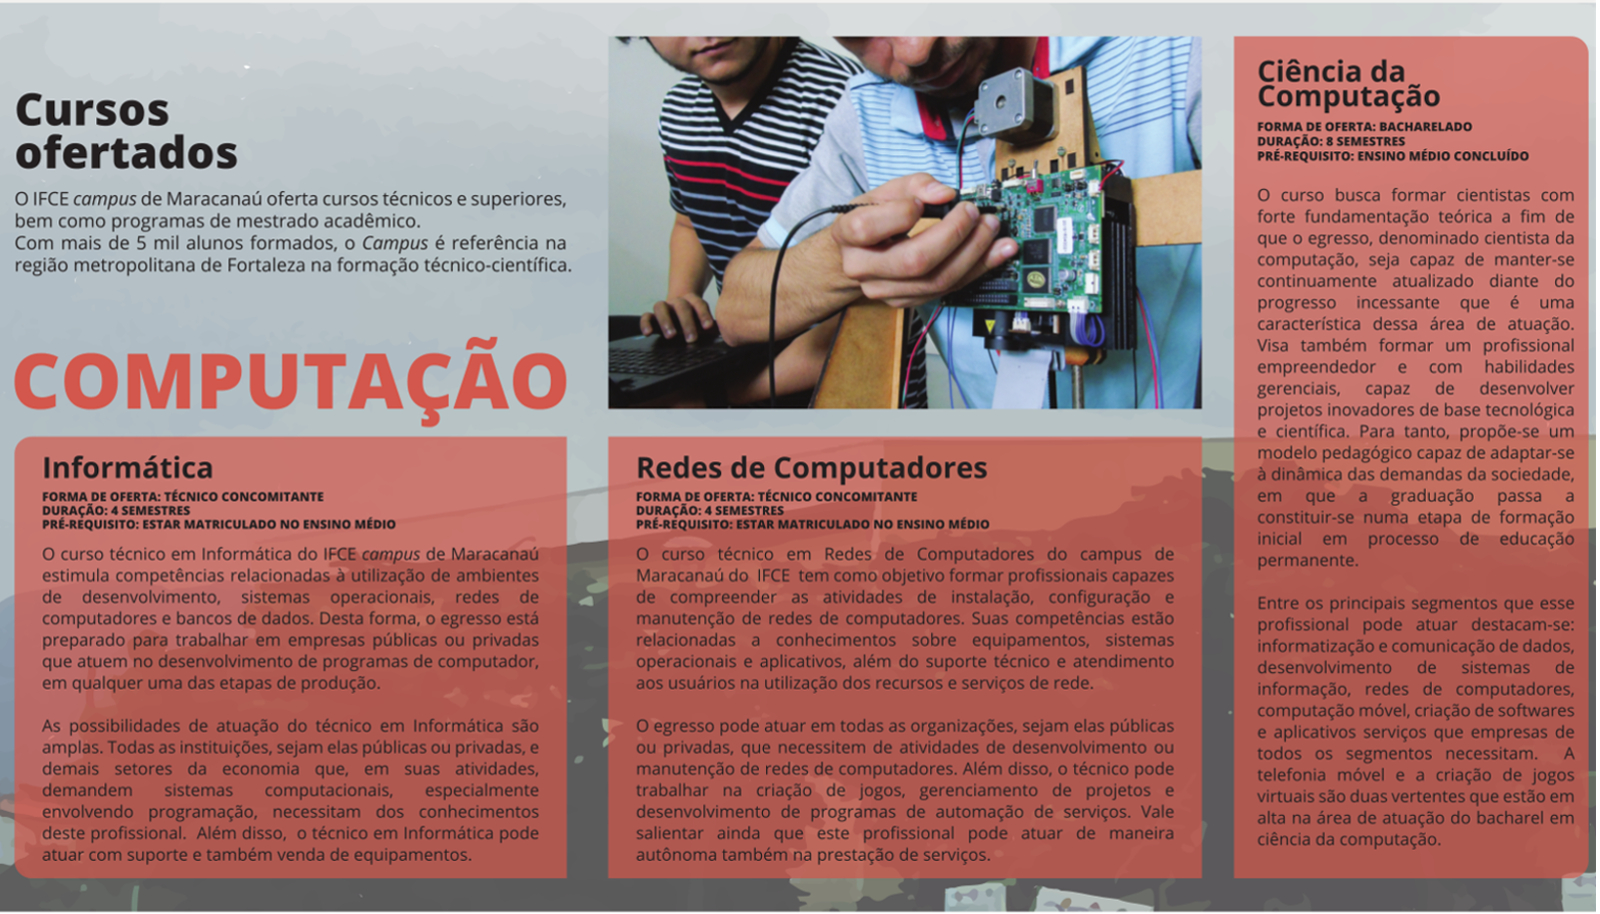 Cursos
ofertados
O IFCE campus de Maracanaú oferta cursos técnicos e superiores,
bem como programas de mestrado acadêmico.
Com mais de 5 mil alunos formados, o Campus é referência na
região metropolitana de Fortaleza na formação técnico-científica.
COMPUTAÇÃO
Informática
FORMA DE OFERTA: TÉCNICO CONCOMITANTE
DURAÇÃO: 4 SEMESTRES
PRÉ-REQUISITO: ESTAR MATRICULADO NO ENSINO MÉDIO
O curso técnico em Informática do IFCE campus de Maracanaú
estimula competências relacionadas à utilização de ambientes
de desenvolvimento, sistemas operacionais, redes de
computadores e bancos de dados. Desta forma, o egresso está
preparado para trabalhar em empresas públicas ou privadas
que atuem no desenvolvimento de programas de computador,
em qualquer uma das etapas de produção.
As possibilidades de atuação do técnico em Informática são
amplas. Todas as instituições, sejam elas públicas ou privadas, e
demais setores da economia que, em suas atividades,
demandem sistemas computacionais, especialmente
envolvendo programação, necessitam dos conhecimentos
deste profissional. Além disso, o técnico em Informática pode
atuar com suporte e também venda de equipamentos.
Redes de Computadores
FORMA DE OFERTA: TÉCNICO CONCOMITANTE
DURAÇÃO: 4 SEMESTRES
PRÉ-REQUISITO: ESTAR MATRICULADO NO ENSINO MÉDIO
O curso técnico em Redes de Computadores do campus de
Maracanaú do IFCE tem como objetivo formar profissionais capazes
de compreender as atividades de instalação, configuração e
manutenção de redes de computadores. Suas competências estão
relacionadas a conhecimentos sobre equipamentos, sistemas
operacionais e aplicativos, além do suporte técnico e atendimento
aos usuários na utilização dos recursos e serviços de rede.
O egresso pode atuar em todas as organizações, sejam elas públicas
ou privadas, que necessitem de atividades de desenvolvimento ou
manutenção de redes de computadores. Além disso, o técnico pode
trabalhar na criação de jogos, gerenciamento de projetos e
desenvolvimento de programas de automação de serviços. Vale
salientar ainda que este profissional pode atuar de maneira
autônoma também na prestação de serviços.
Ciência da
Computação
FORMA DE OFERTA: BACHARELADO
DURAÇÃO: 8 SEMESTRES
PRÉ-REQUISITO: ENSINO MÉDIO CONCLUÍDO
O curso busca formar cientistas com
forte fundamentação teórica a fim de
que o egresso, denominado cientista da
computação, seja capaz de manter-se
continuamente atualizado diante do
progresso incessante que é uma
característica dessa área de atuação.
Visa também formar um profissional
empreendedor e com habilidades
gerenciais, capaz de desenvolver
projetos inovadores de base tecnológica
e científica. Para tanto, propõe-se um
modelo pedagógico capaz de adaptar-se
à dinâmica das demandas da sociedade,
em que a graduação passa a
constituir-se numa etapa de formação
inicial em processo de educação
permanente.
Entre os principais segmentos que esse
profissional pode atuar destacam-se:
informatização e comunicação de dados,
desenvolvimento de sistemas de
informação, redes de computadores,
computação móvel, criação de softwares
e aplicativos serviços que empresas de
todos os segmentos necessitam. A
telefonia móvel e a criação de jogos
virtuais são duas vertentes que estão em
alta na área de atuação do bacharel em
ciência da computação.